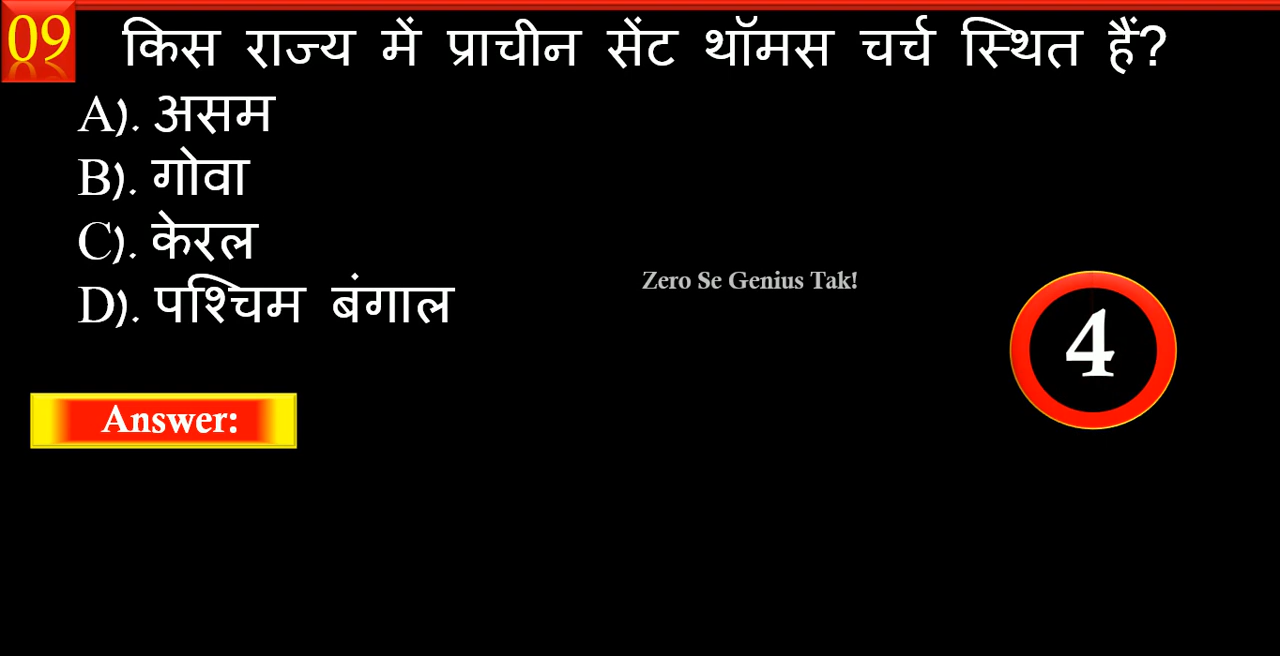 09 किस राज्य में प्राचीन सेंट थॉमस चर्च स्थित हैं?
A). असम
B). गोवा
C). केरल
D). पश्चिम बंगाल
Zero Se Genius Tak!
4
Answer: